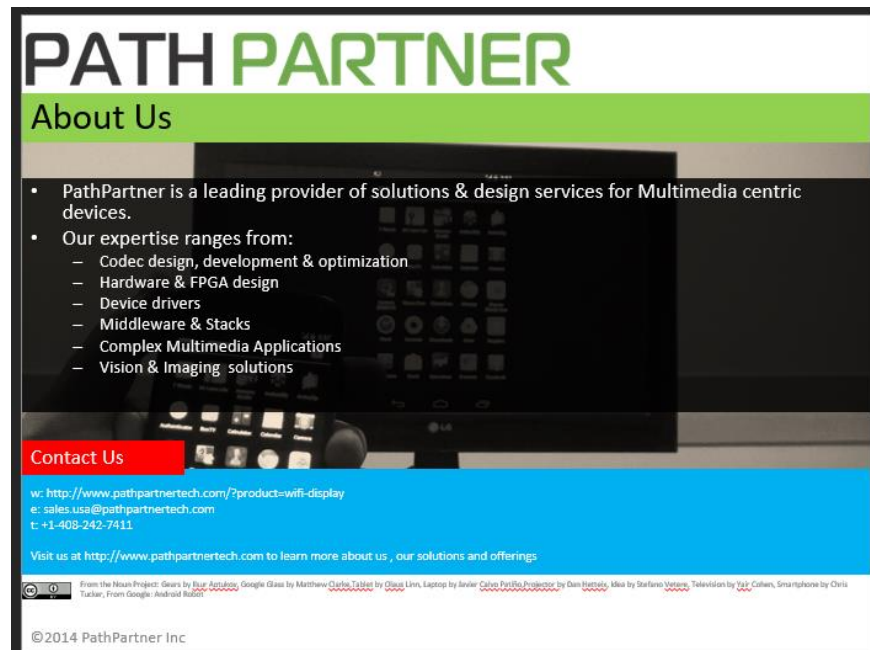 PATH PARTNER
About Us
• PathPartner is a leading provider of solutions & design services for Multimedia centric
devices.
• Our expertise ranges from:
– Codec design, development & optimization
– Hardware & FPGA design
– Device drivers
– Middleware & Stacks
– Complex Multimedia Applications
– Vision & Imaging solutions
LG
Contact Us
w: http://www.pathpartnertech.com/?product=wifi-display
e: sales.usa@pathpartnertech.com
t: +1-408-242-7411
Visit us at http://www.pathpartnertech.com to learn more about us , our solutions and offerings
From the Noun Project: Gears by Google Glass by Matthew Clarke,Tablet by Olaus Linn, Laptop by Javier Calvo Patiño,Projector by Dan Hetteix, Idea by Stefano Vetere, Television by Yair Cohen, Smartphone by Chris
Tucker, From Google: Android Robot
©2014 PathPartner Inc